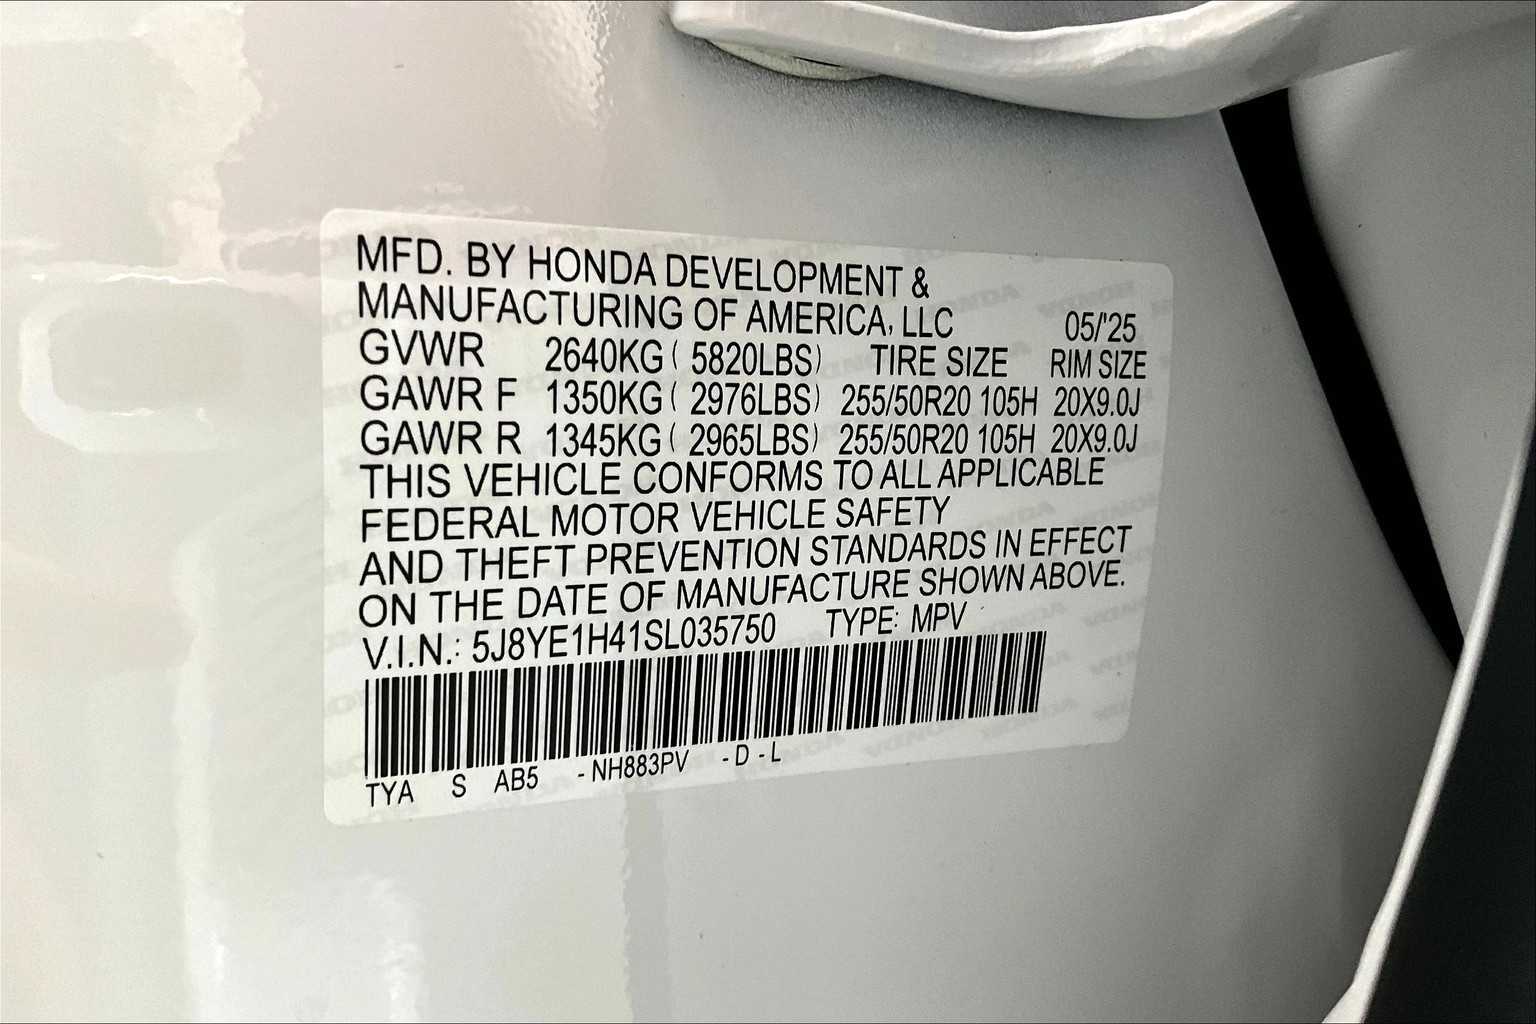 MFD. BY HONDA DEVELOPMENT &
MANUFACTURING OF AMERICA, LLC 05/'25
GVWR 2640KG ( 5820LBS) TIRE SIZE RIM SIZE
GAWR F 1350KG ( 2976LBS) 255/50R20 105H 20X9.0J
GAWR R 1345KG ( 2965LBS) 255/50R20 105H 20X9.0J
THIS VEHICLE CONFORMS TO ALL APPLICABLE
FEDERAL MOTOR VEHICLE SAFETY
AND THEFT PREVENTION STANDARDS IN EFFECT
ON THE DATE OF MANUFACTURE SHOWN ABOVE.
V.I.N.: 5J8YE1H41SL035750 TYPE: MPV
TYA S AB5 - NH883PV - D - L